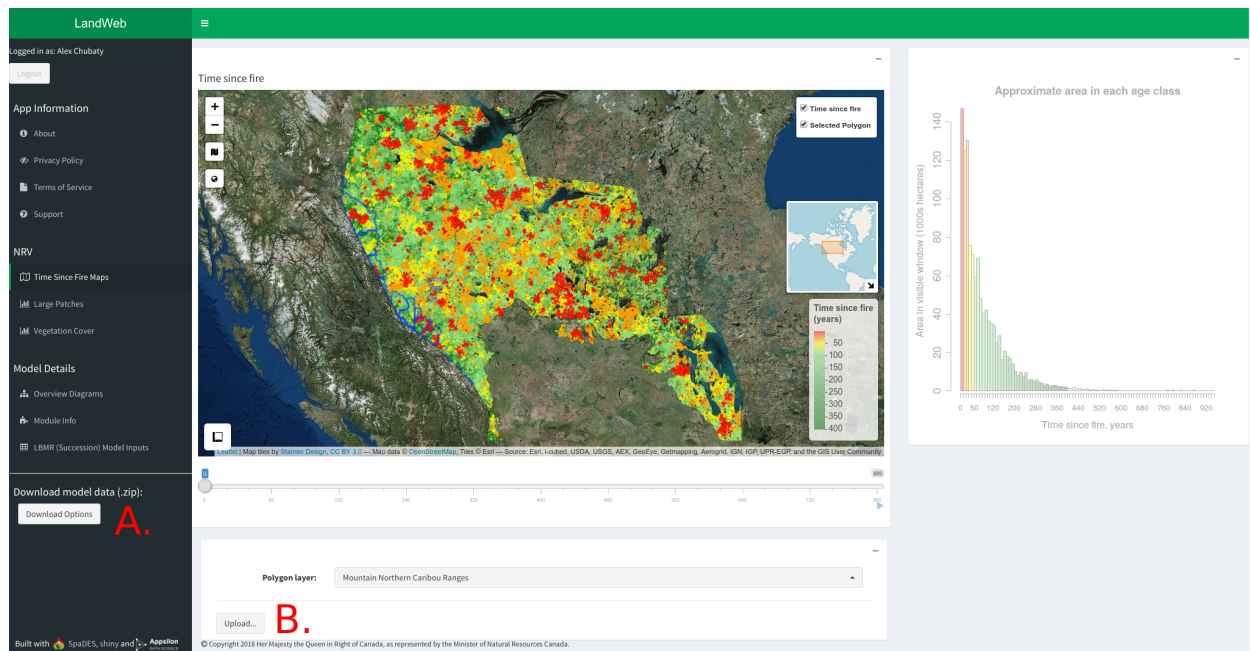 LandWeb
Logged in as: Alex Chubaty
Logout
App Information
About
Privacy Policy
Terms of Service
Support
NRV
Time Since Fire Maps
Large Patches
Vegetation Cover
Model Details
Overview Diagrams
Module Info
LBMR (Succession) Model Inputs
Download model data (.zip):
Download Options
A.
Built with SpaDES, shiny and Appsilon
DATA SCIENCE
Time since fire
+
−
Time since fire
Selected Polygon
Time since fire
(years)
50
100
150
200
250
300
350
400
Leaflet | Map tiles by Stamen Design, CC BY 3.0 — Map data © OpenStreetMap, Tiles © Esri — Source: Esri, i-cubed, USDA, USGS, AEX, GeoEye, Getmapping, Aerogrid, IGN, IGP, UPR-EGP, and the GIS User Community
0 800
0 80 160 240 320 400 480 560 640 720 800
Polygon layer: Mountain Northern Caribou Ranges
Upload...
B.
© Copyright 2018 Her Majesty the Queen in Right of Canada, as represented by the Minister of Natural Resources Canada.
Approximate area in each age class
Area in visible window (1000s hectares)
140
120
100
80
60
40
20
0
0 50 120 200 280 360 440 520 600 680 760 840 920
Time since fire, years